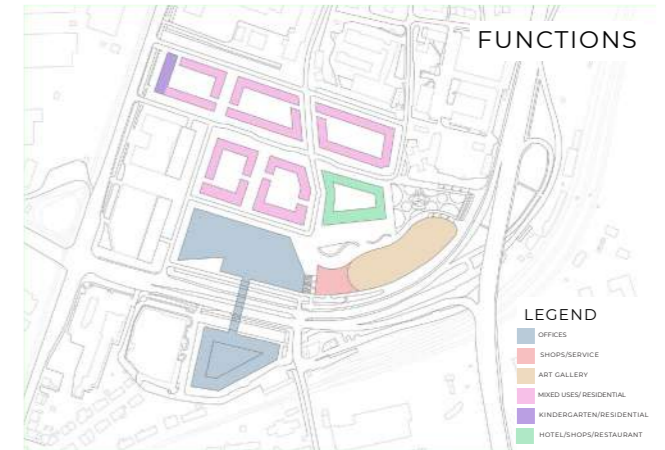 FUNCTIONS
LEGEND
OFFICES
SHOPS/SERVICE
ART GALLERY
MIXED USES/ RESIDENTIAL
KINDERGARTEN/RESIDENTIAL
HOTEL/SHOPS/RESTAURANT